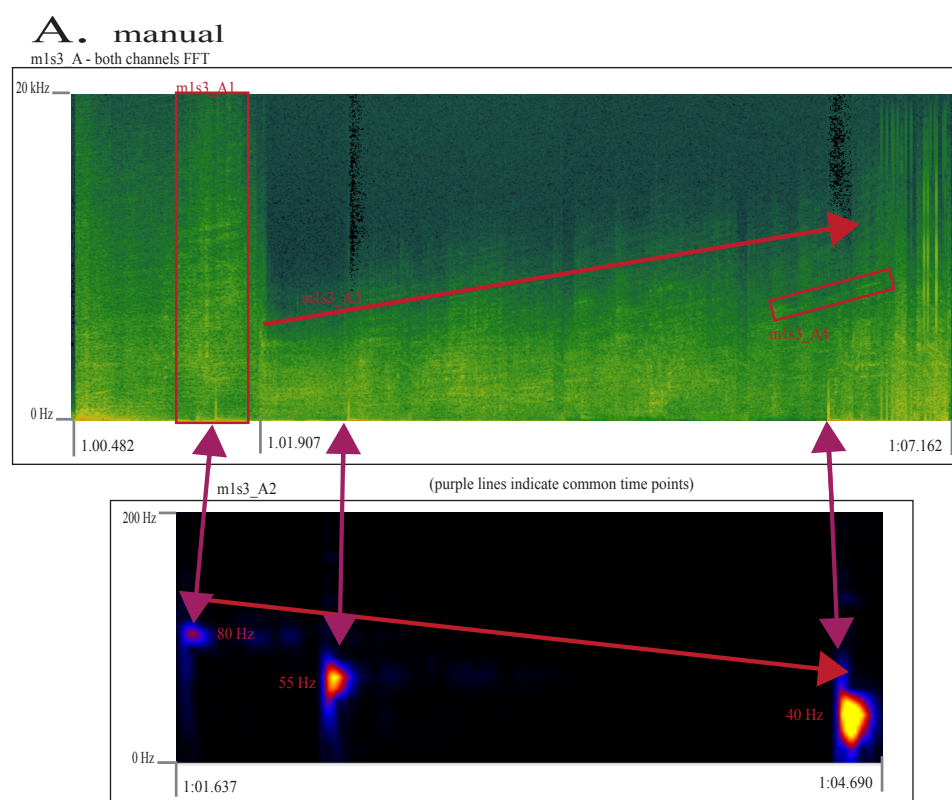 A. manual
m1s3_A - both channels FFT
20 kHz
m1s3_A1
m1s3_A3
m1s3_A4
0 Hz
1.00.482
1.01.907
1:07.162
m1s3_A2
(purple lines indicate common time points)
200 Hz
80 Hz
55 Hz
40 Hz
0 Hz
1:01.637
1:04.690